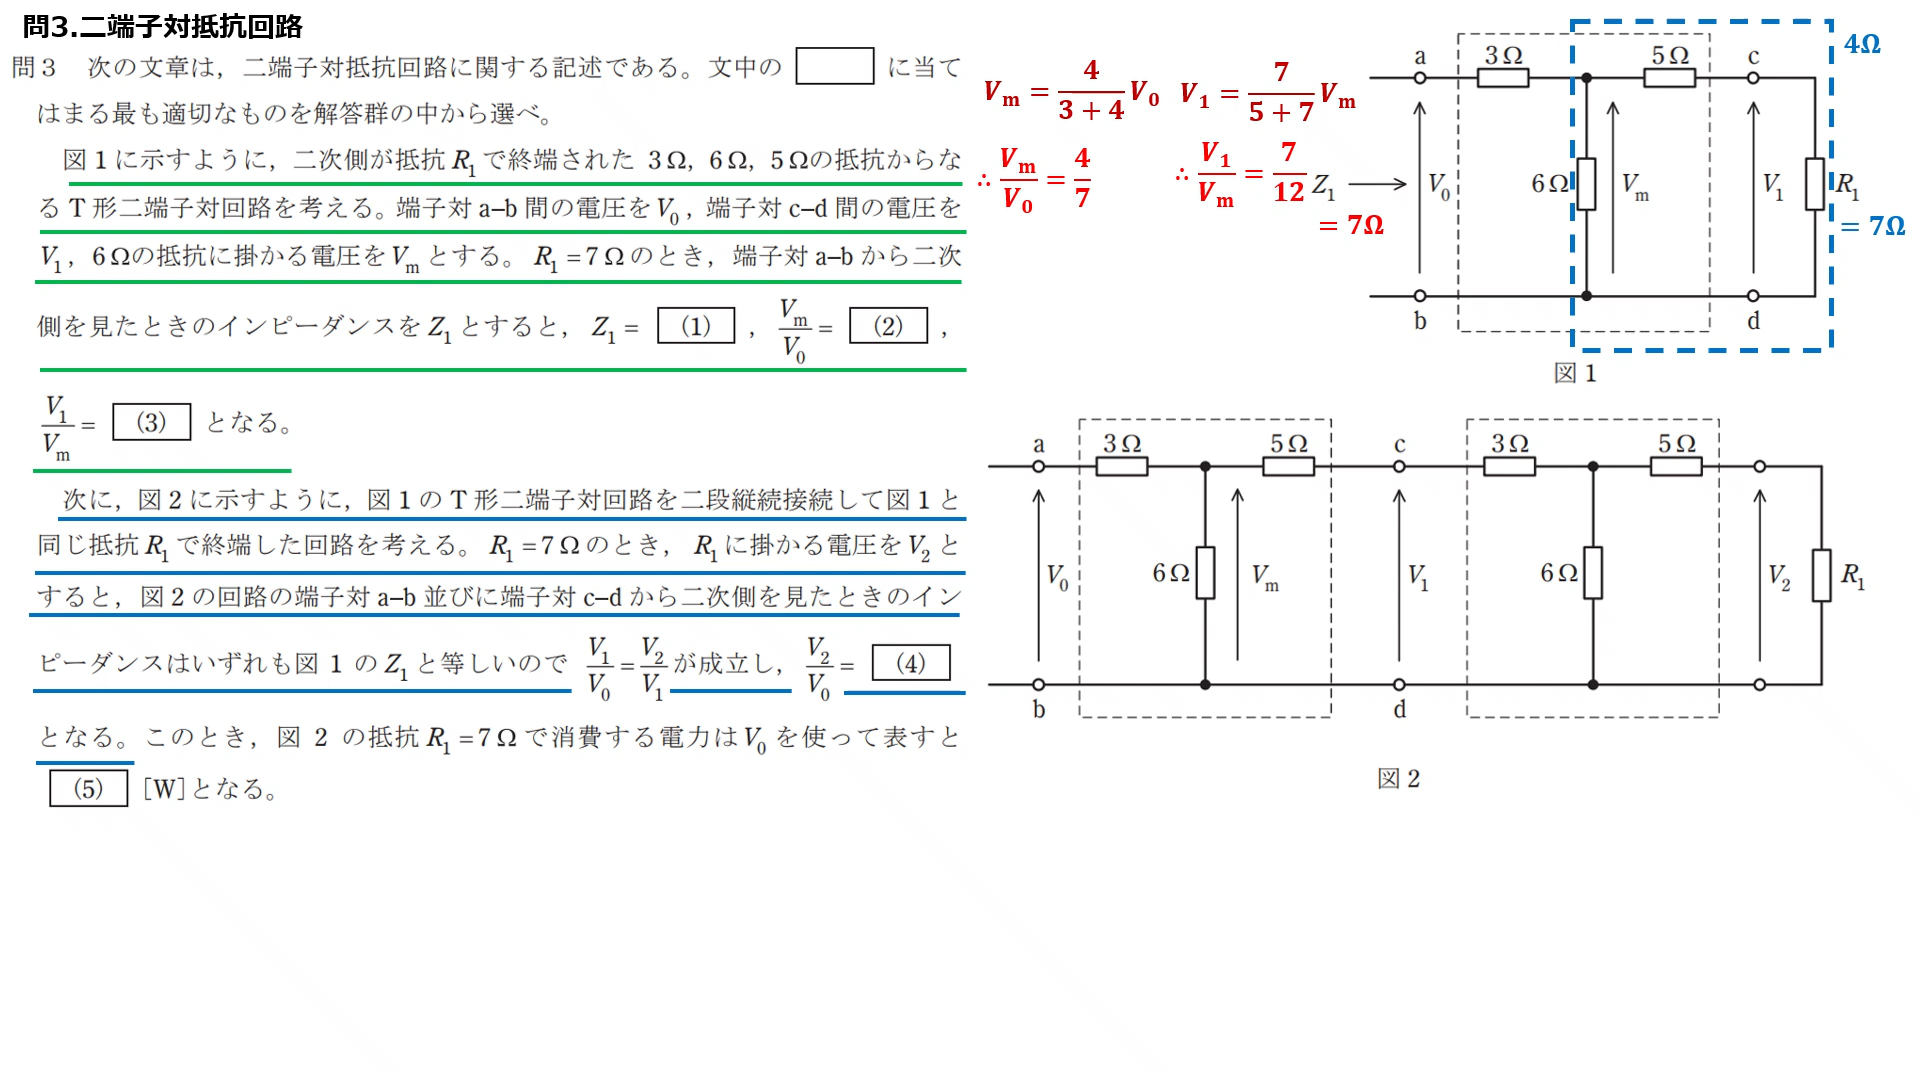 問3.二端子対抵抗回路
問3 次の文章は，二端子対抵抗回路に関する記述である。文中の に当て
はまる最も適切なものを解答群の中から選べ。
図1に示すように，二次側が抵抗R₁で終端された 3Ω，6Ω，5Ωの抵抗からな
るT形二端子対回路を考える。端子対a–b間の電圧をV₀，端子対c–d間の電圧を
V₁，6Ωの抵抗に掛かる電圧をVₘとする。R₁=7Ωのとき，端子対a–bから二次
側を見たときのインピーダンスをZ₁とすると， Z₁= (1) ， Vₘ/V₀= (2) ，
V₁/Vₘ= (3) となる。
次に，図2に示すように，図1のT形二端子対回路を二段縦続接続して図1と
同じ抵抗R₁で終端した回路を考える。R₁=7Ωのとき，R₁に掛かる電圧をV₂と
すると，図2の回路の端子対a–b並びに端子対c–dから二次側を見たときのイン
ピーダンスはいずれも図1のZ₁と等しいので V₁/V₀=V₂/V₁が成立し， V₂/V₀= (4)
となる。このとき，図2の抵抗R₁=7Ωで消費する電力はV₀を使って表すと
(5) [W]となる。
Vₘ = 4/(3+4) V₀
∴ Vₘ/V₀ = 4/7
V₁ = 7/(5+7) Vₘ
∴ V₁/Vₘ = 7/12
Z₁
= 7Ω
a
3Ω
5Ω
c
4Ω
V₀
6Ω
Vₘ
V₁
R₁
= 7Ω
b
d
図1
a
3Ω
5Ω
c
3Ω
5Ω
V₀
6Ω
Vₘ
V₁
6Ω
V₂
R₁
b
d
図2